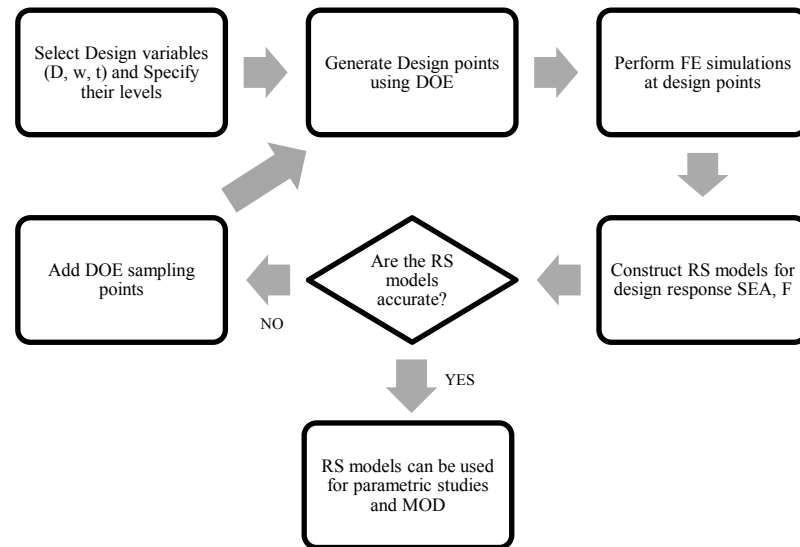 Select Design variables
(D, w, t) and Specify
their levels
Generate Design points
using DOE
Perform FE simulations
at design points
Add DOE sampling
points
Are the RS
models
accurate?
Construct RS models for
design response SEA, F
NO
YES
RS models can be used
for parametric studies
and MOD